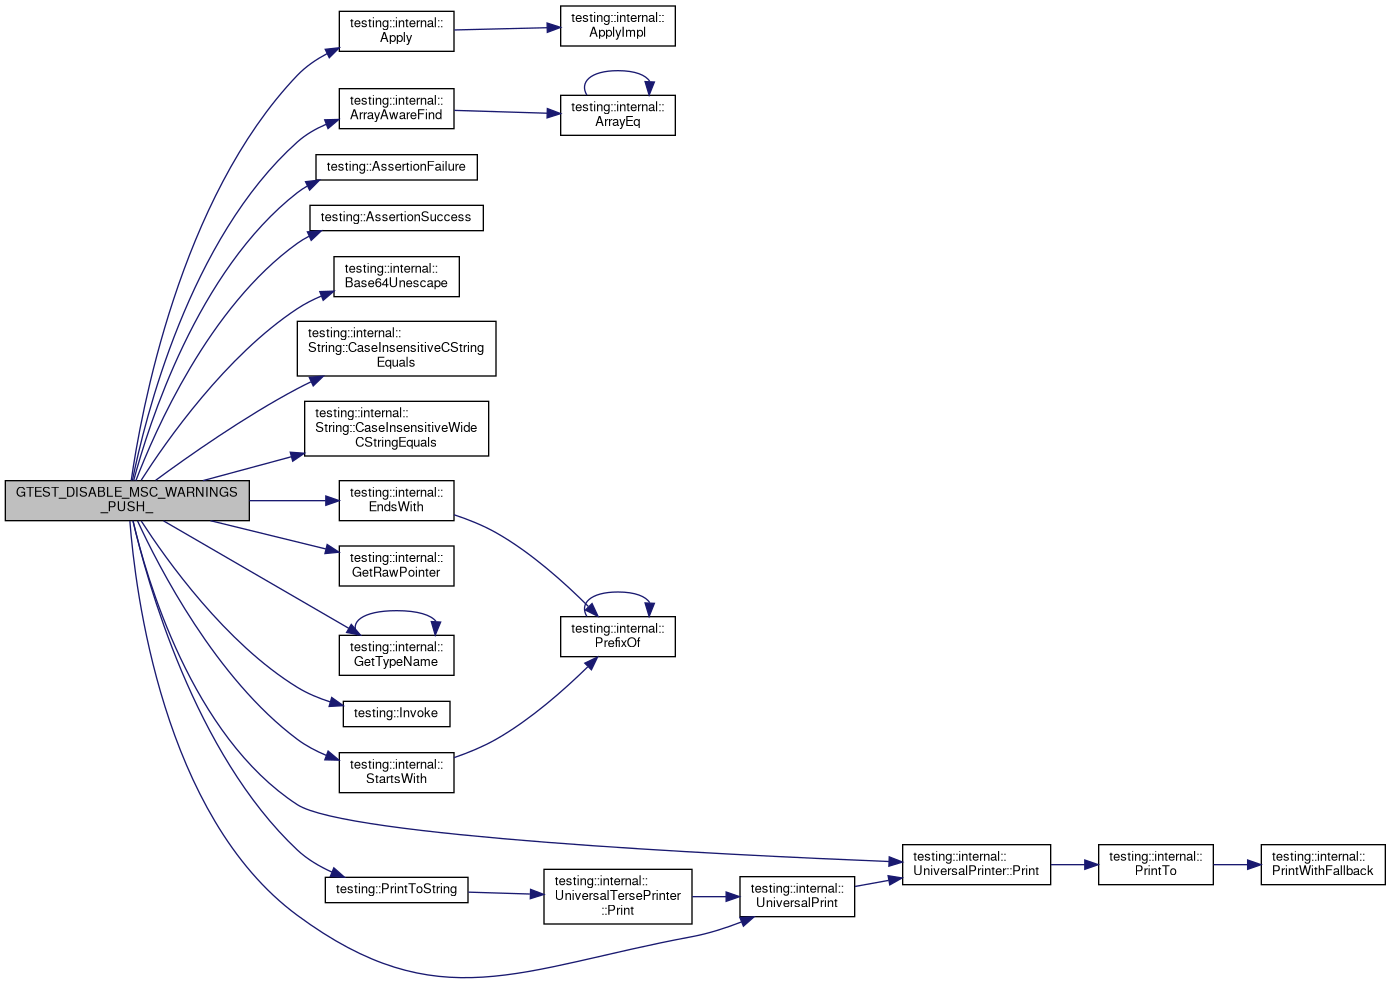 testing::internal::
Apply
testing::internal::
ApplyImpl
testing::internal::
ArrayAwareFind
testing::internal::
ArrayEq
testing::AssertionFailure
testing::AssertionSuccess
testing::internal::
Base64Unescape
testing::internal::
String::CaseInsensitiveCString
Equals
testing::internal::
String::CaseInsensitiveWide
CStringEquals
GTEST_DISABLE_MSC_WARNINGS
_PUSH_
testing::internal::
EndsWith
testing::internal::
GetRawPointer
testing::internal::
PrefixOf
testing::internal::
GetTypeName
testing::Invoke
testing::internal::
StartsWith
testing::internal::
UniversalPrinter::Print
testing::internal::
PrintTo
testing::internal::
PrintWithFallback
testing::PrintToString
testing::internal::
UniversalTersePrinter
::Print
testing::internal::
UniversalPrint